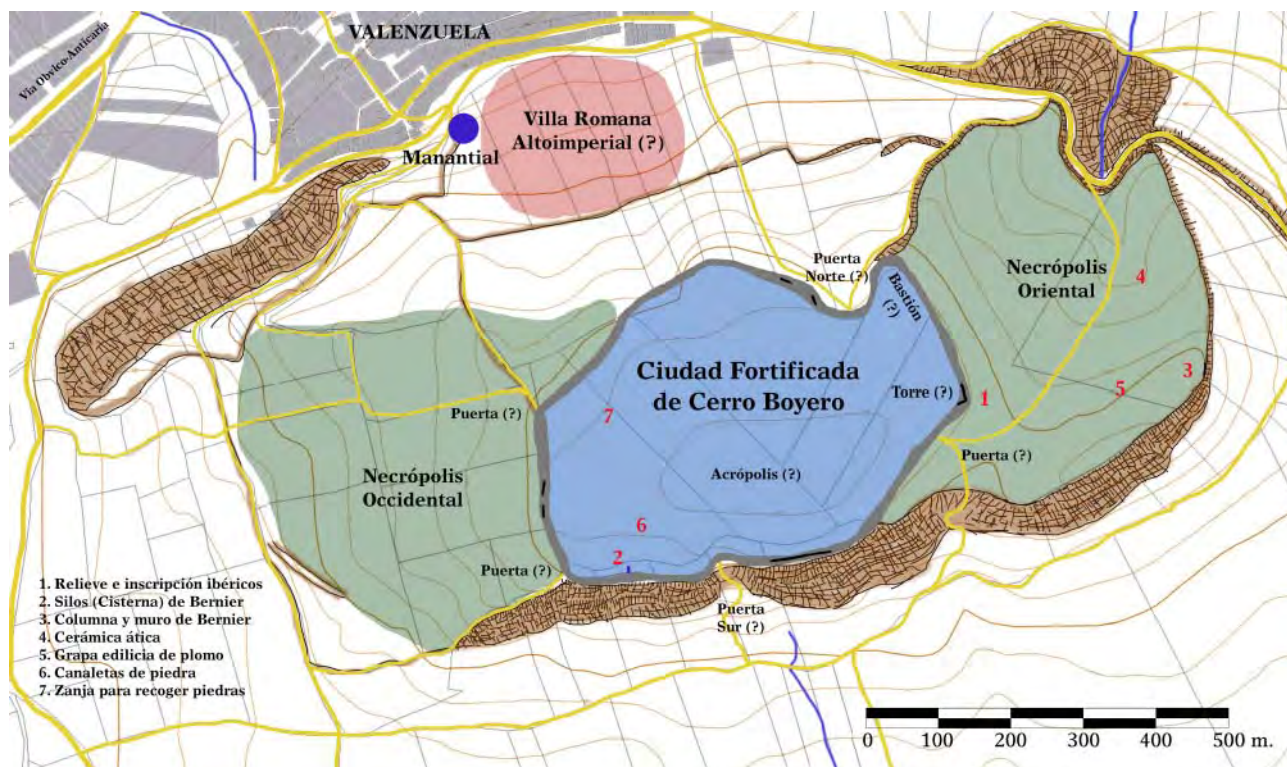 VALENZUELA
Via Obvico-Anticaria
Villa Romana
Altoimperial (?)
Manantial
Puerta
Norte (?)
Bastión
(?)
Necrópolis
Oriental
4
Ciudad Fortificada
de Cerro Boyero
Torre (?)
1
5
3
7
Puerta (?)
Necrópolis
Occidental
Acrópolis (?)
Puerta (?)
6
2
Puerta (?)
Puerta
Sur (?)
1. Relieve e inscripción ibéricos
2. Silos (Cisterna) de Bernier
3. Columna y muro de Bernier
4. Cerámica ática
5. Grapa edilicia de plomo
6. Canaletas de piedra
7. Zanja para recoger piedras
0 100 200 300 400 500 m.